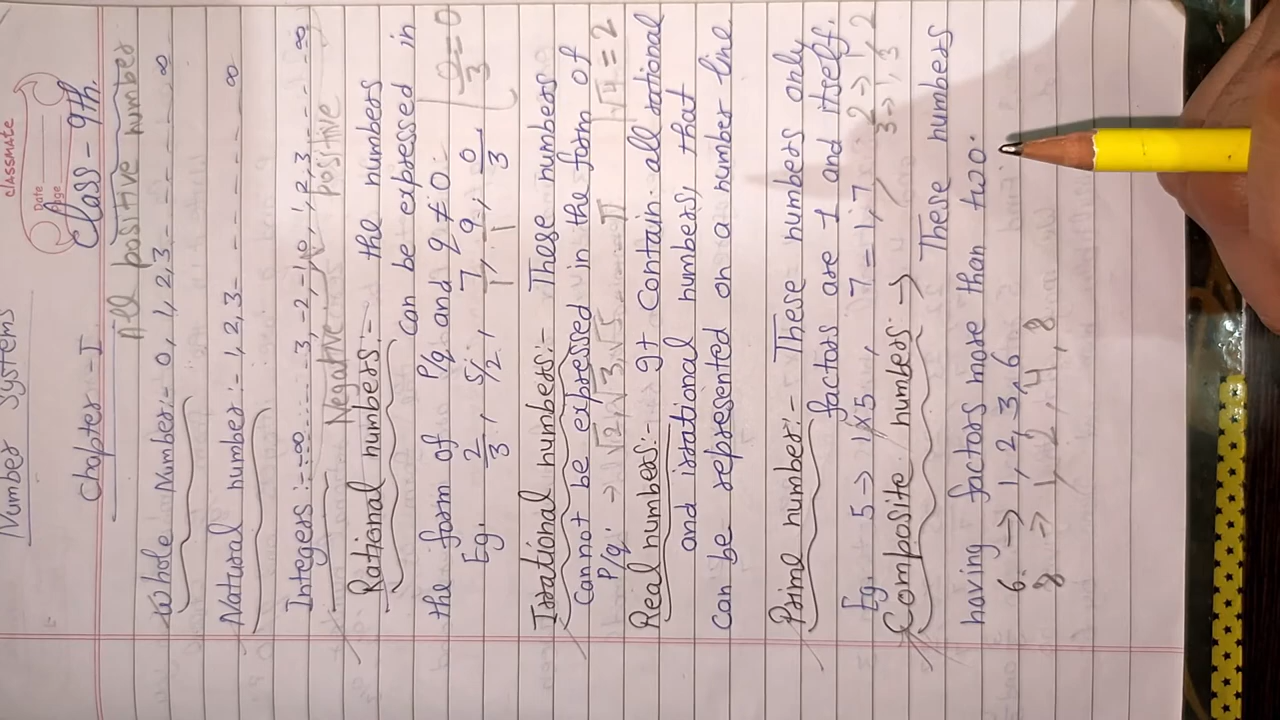 classmate
Date
Page
Number Systems
Chapter-I Class-9th.
All positive number
Whole Number:- 0, 1, 2, 3 - - - - - - ∞
Natural number :- 1, 2, 3 - - - - - - ∞
Integers :- -∞ ........ -3, -2, -1, 0, 1, 2, 3 - - - - ∞
Negative positive
Rational numbers:- the numbers
can be expressed in
the form of P/q and q ≠ 0. 0/3 = 0
Eg. 2/3, 5/2, 7/1, 9/1, 0/3
Irrational numbers:- These numbers
cannot be expressed in the form of
P/q. → √2 √3 √5 - - - π √4 = 2
Real numbers:- It contain all rational
and irrational numbers, that
can be represented on a number line
Prime number:- These numbers only
factors are 1 and itself.
Eg. 5 → 1×5, 7 = 1, 7 2 → 1, 2
3 → 1, 3
Composite numbers → These numbers
having factors more than two.
6 → 1, 2, 3, 6
8 → 1, 2, 4, 8